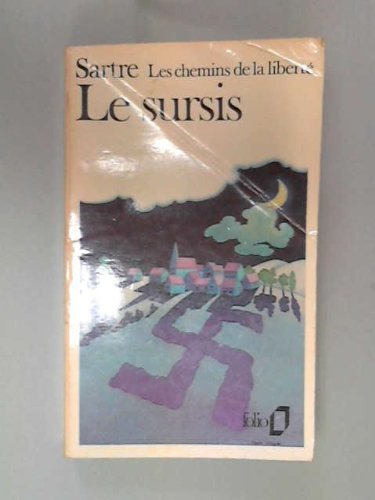 Sartre Les chemins de la liberté
Le sursis
folio